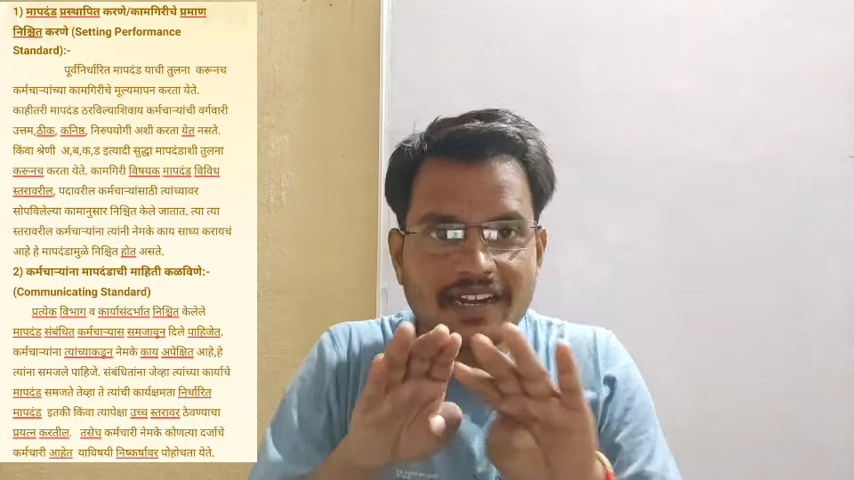 1) मापदंड प्रस्थापित करणे/कामगिरीचे प्रमाण
निश्चित करणे (Setting Performance
Standard):-
पूर्वनिर्धारित मापदंड याची तुलना करूनच
कर्मचाऱ्यांच्या कामगिरीचे मूल्यमापन करता येते.
काहीतरी मापदंड ठरविल्याशिवाय कर्मचाऱ्यांची वर्गवारी
उत्तम,ठीक, कनिष्ठ, निरुपयोगी अशी करता येत नसते.
किंवा श्रेणी अ,ब,क,ड इत्यादी सुद्धा मापदंडाशी तुलना
करूनच करता येते. कामगिरी विषयक मापदंड विविध
स्तरावरील, पदावरील कर्मचाऱ्यांसाठी त्यांच्यावर
सोपविलेल्या कामानुसार निश्चित केले जातात. त्या त्या
स्तरावरील कर्मचाऱ्यांना त्यांनी नेमके काय साध्य करायचं
आहे हे मापदंडामुळे निश्चित होत असते.
2) कर्मचाऱ्यांना मापदंडाची माहिती कळविणे:-
(Communicating Standard)
प्रत्येक विभाग व कार्यासंदर्भात निश्चित केलेले
मापदंड संबंधित कर्मचाऱ्यास समजावून दिले पाहिजेत.
कर्मचाऱ्यांना त्यांच्याकडून नेमके काय अपेक्षित आहे,हे
त्यांना समजले पाहिजे. संबंधितांना जेव्हा त्यांच्या कार्याचे
मापदंड समजते तेव्हा ते त्यांची कार्यक्षमता निर्धारित
मापदंड इतकी किंवा त्यापेक्षा उच्च स्तरावर ठेवण्याचा
प्रयत्न करतील. तसेच कर्मचारी नेमके कोणत्या दर्जाचे
कर्मचारी आहेत याविषयी निष्कर्षावर पोहोचता येते.